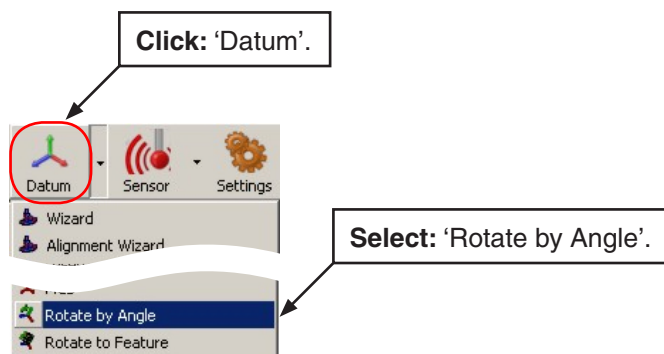 Click: ‘Datum’.
Datum Sensor Settings
Wizard
Alignment Wizard
Rotate by Angle
Select: ‘Rotate by Angle’.
Rotate to Feature